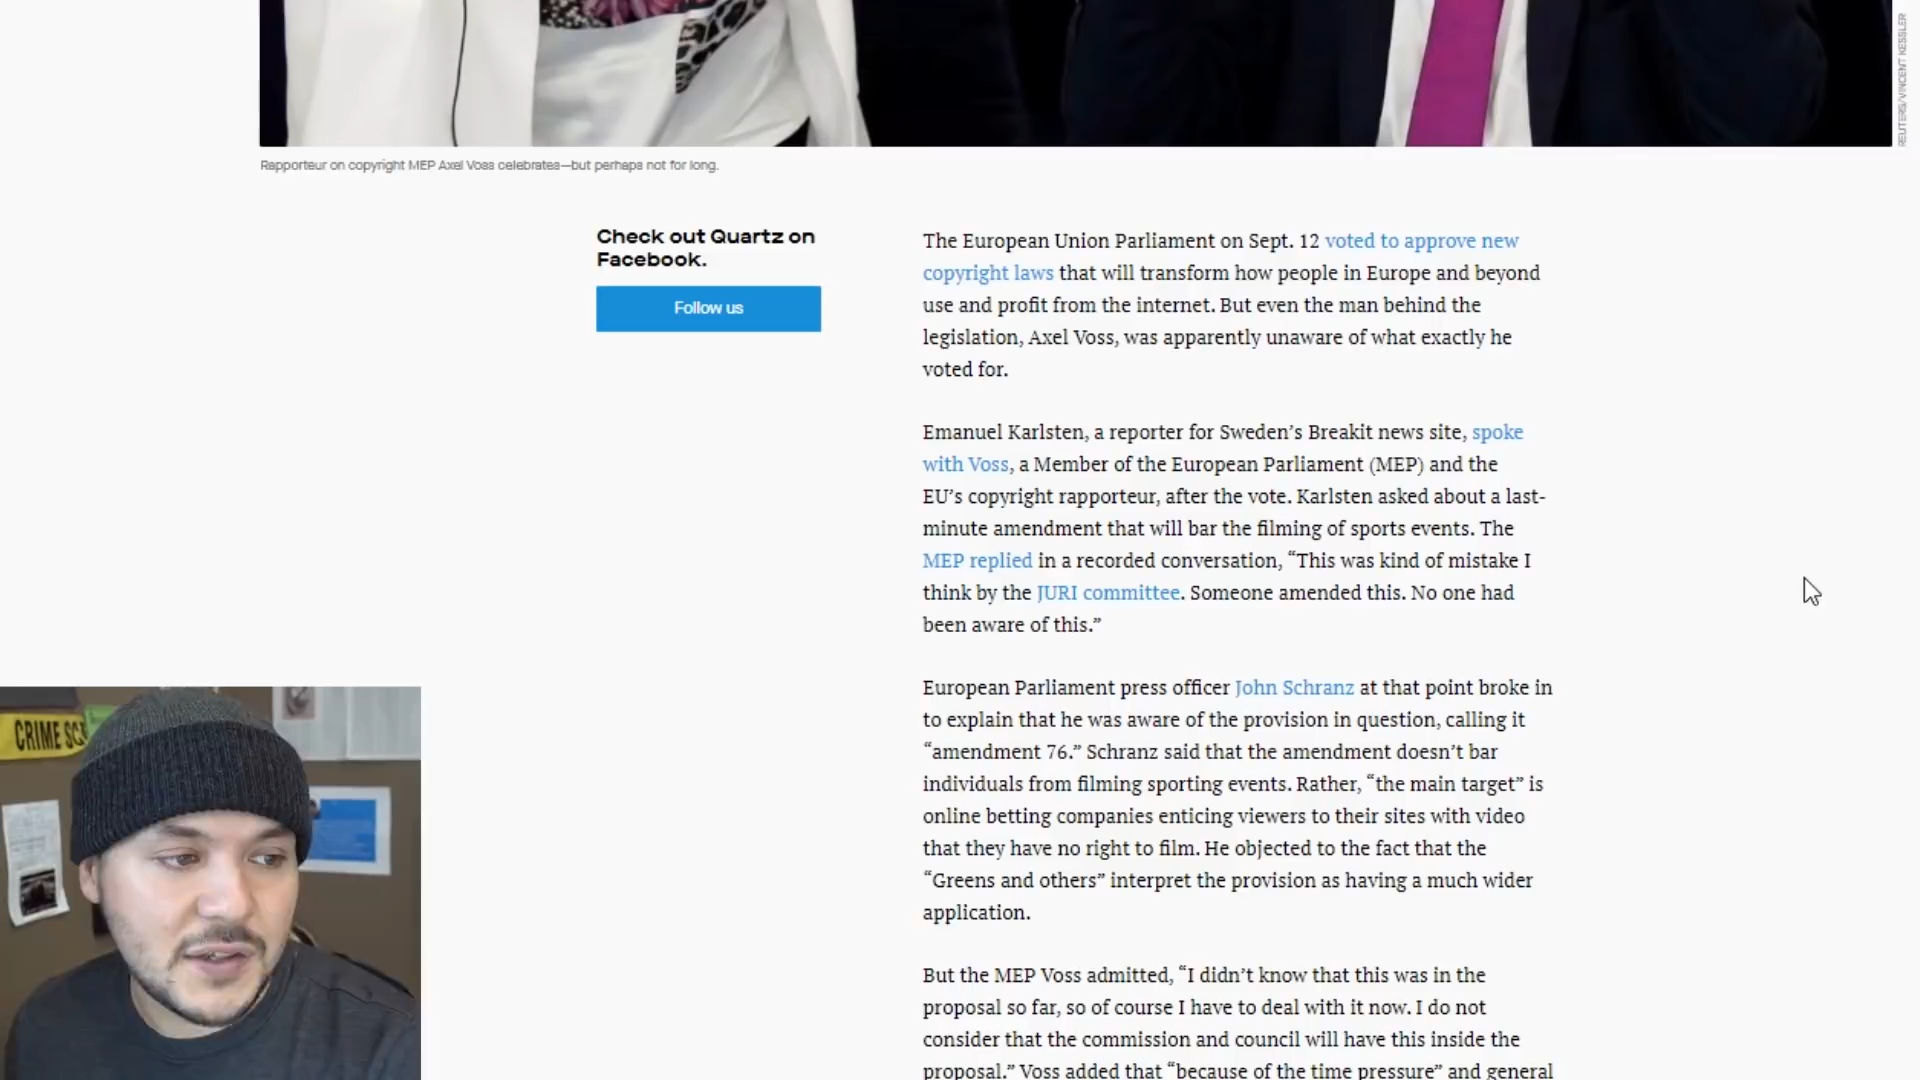 REUTERS/VINCENT KESSLER
Rapporteur on copyright MEP Axel Voss celebrates—but perhaps not for long.
Check out Quartz on
Facebook.
Follow us
The European Union Parliament on Sept. 12 voted to approve new
copyright laws that will transform how people in Europe and beyond
use and profit from the internet. But even the man behind the
legislation, Axel Voss, was apparently unaware of what exactly he
voted for.
Emanuel Karlsten, a reporter for Sweden’s Breakit news site, spoke
with Voss, a Member of the European Parliament (MEP) and the
EU’s copyright rapporteur, after the vote. Karlsten asked about a last-
minute amendment that will bar the filming of sports events. The
MEP replied in a recorded conversation, “This was kind of mistake I
think by the JURI committee. Someone amended this. No one had
been aware of this.”
European Parliament press officer John Schranz at that point broke in
to explain that he was aware of the provision in question, calling it
“amendment 76.” Schranz said that the amendment doesn’t bar
individuals from filming sporting events. Rather, “the main target” is
online betting companies enticing viewers to their sites with video
that they have no right to film. He objected to the fact that the
“Greens and others” interpret the provision as having a much wider
application.
But the MEP Voss admitted, “I didn’t know that this was in the
proposal so far, so of course I have to deal with it now. I do not
consider that the commission and council will have this inside the
proposal.” Voss added that “because of the time pressure” and general
CRIME SC